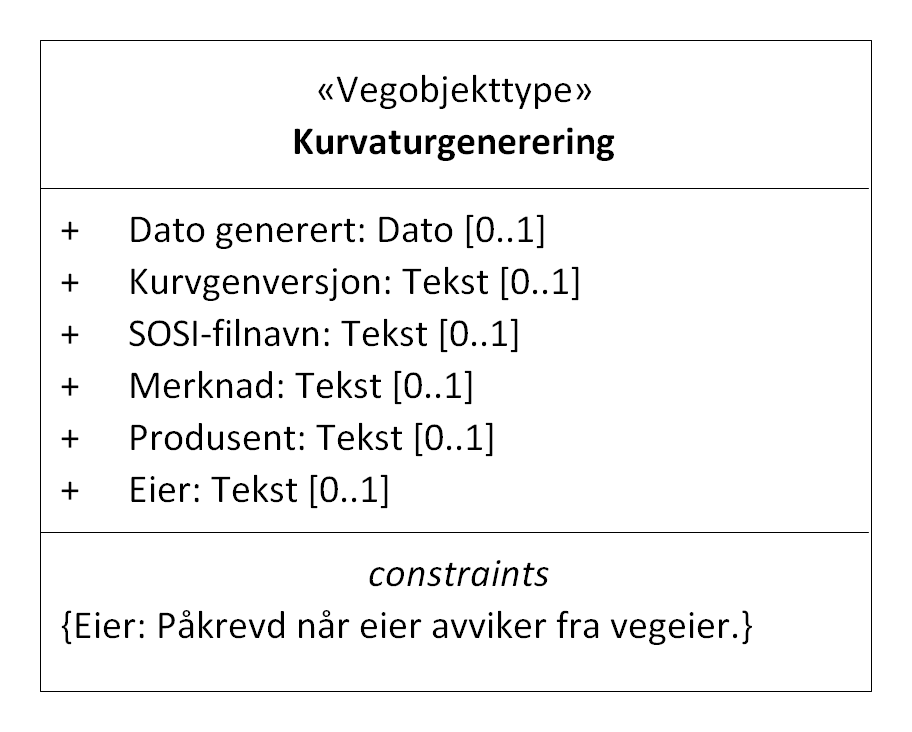 «Vegobjekttype»
Kurvaturgenerering
+ Dato generert: Dato [0..1]
+ Kurvgenversjon: Tekst [0..1]
+ SOSI-filnavn: Tekst [0..1]
+ Merknad: Tekst [0..1]
+ Produsent: Tekst [0..1]
+ Eier: Tekst [0..1]
constraints
{Eier: Påkrevd når eier avviker fra vegeier.}